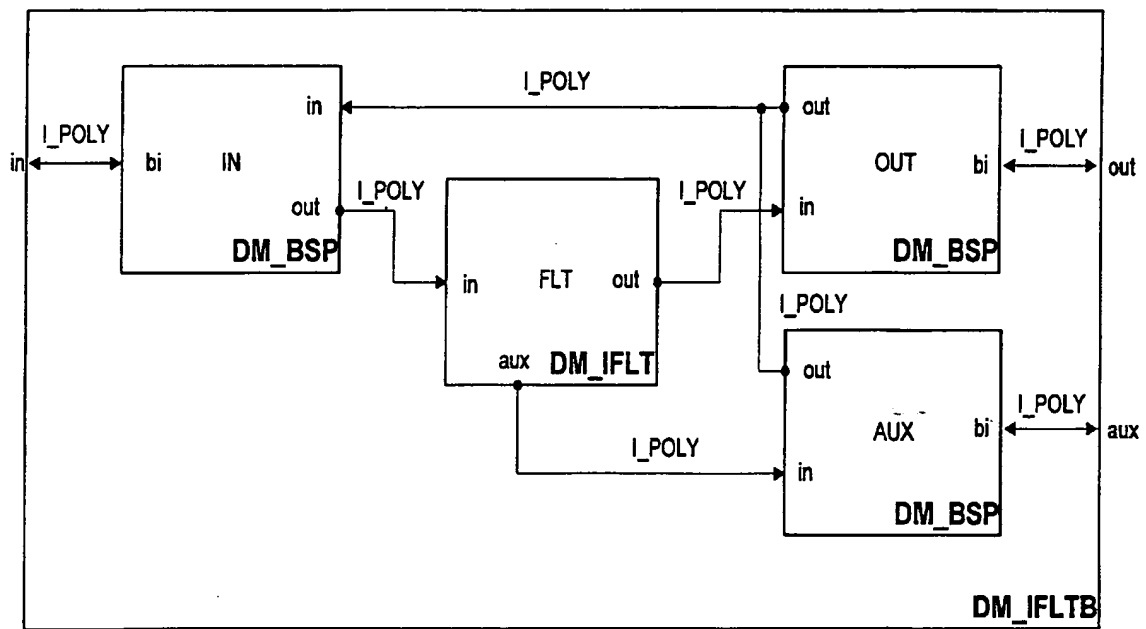 I_POLY
in
out
I_POLY
I_POLY
in
bi
IN
OUT
bi
out
I_POLY
I_POLY
out
in
DM_BSP
DM_BSP
in
FLT
out
I_POLY
aux
DM_IFLT
out
I_POLY
AUX
bi
aux
I_POLY
in
DM_BSP
DM_IFLTB